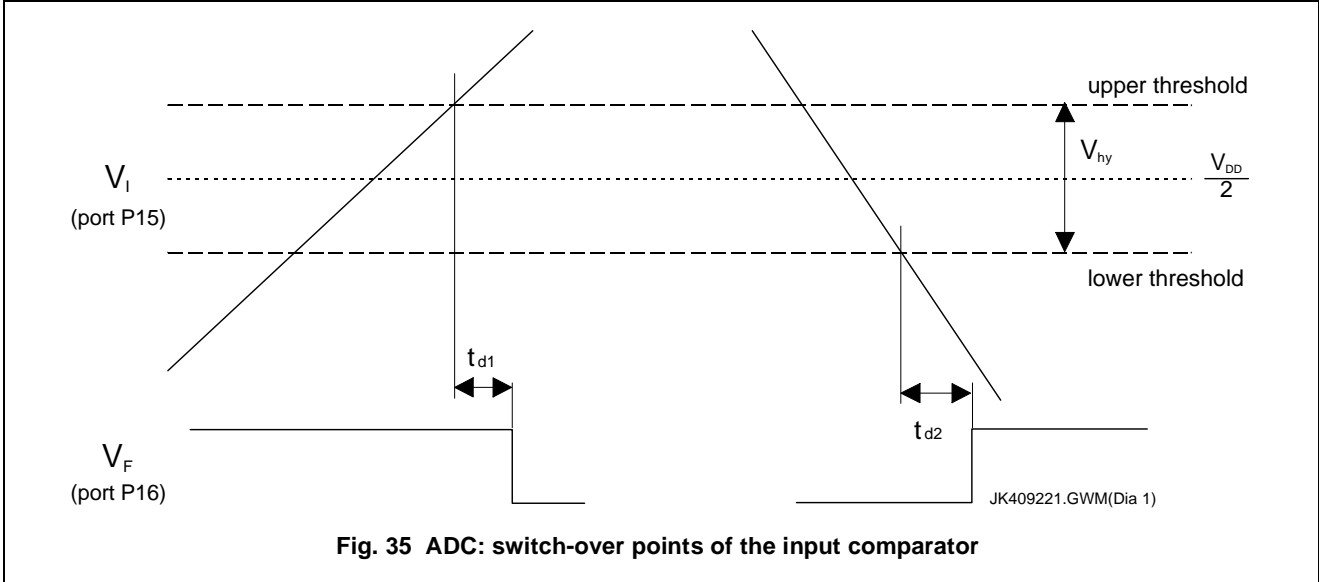 upper threshold
V_hy
V_DD
2
V_I
(port P15)
lower threshold
t_d1
t_d2
V_F
(port P16)
JK409221.GWM(Dia 1)
Fig. 35 ADC: switch-over points of the input comparator